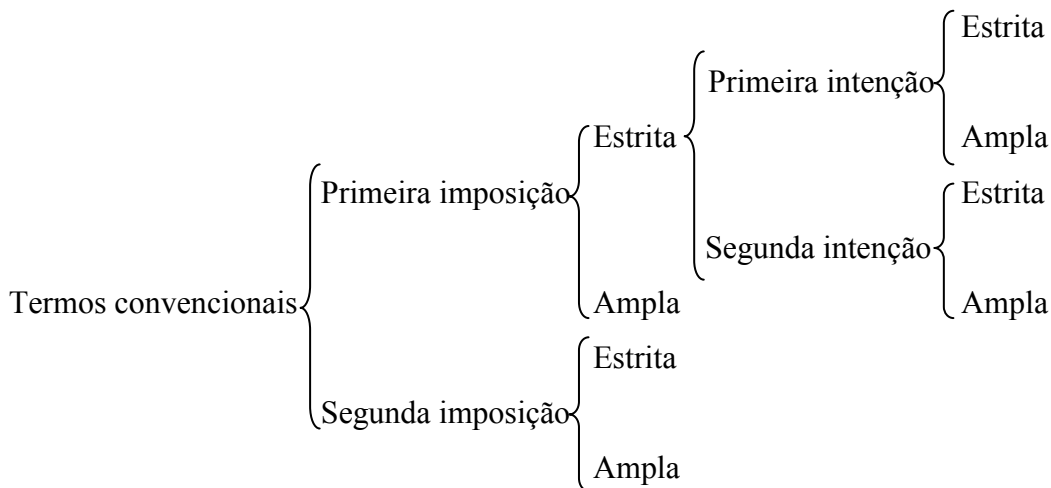 Estrita
Primeira intenção
Ampla
Estrita
Primeira imposição
Estrita
Segunda intenção
Ampla
Ampla
Termos convencionais
Estrita
Segunda imposição
Ampla